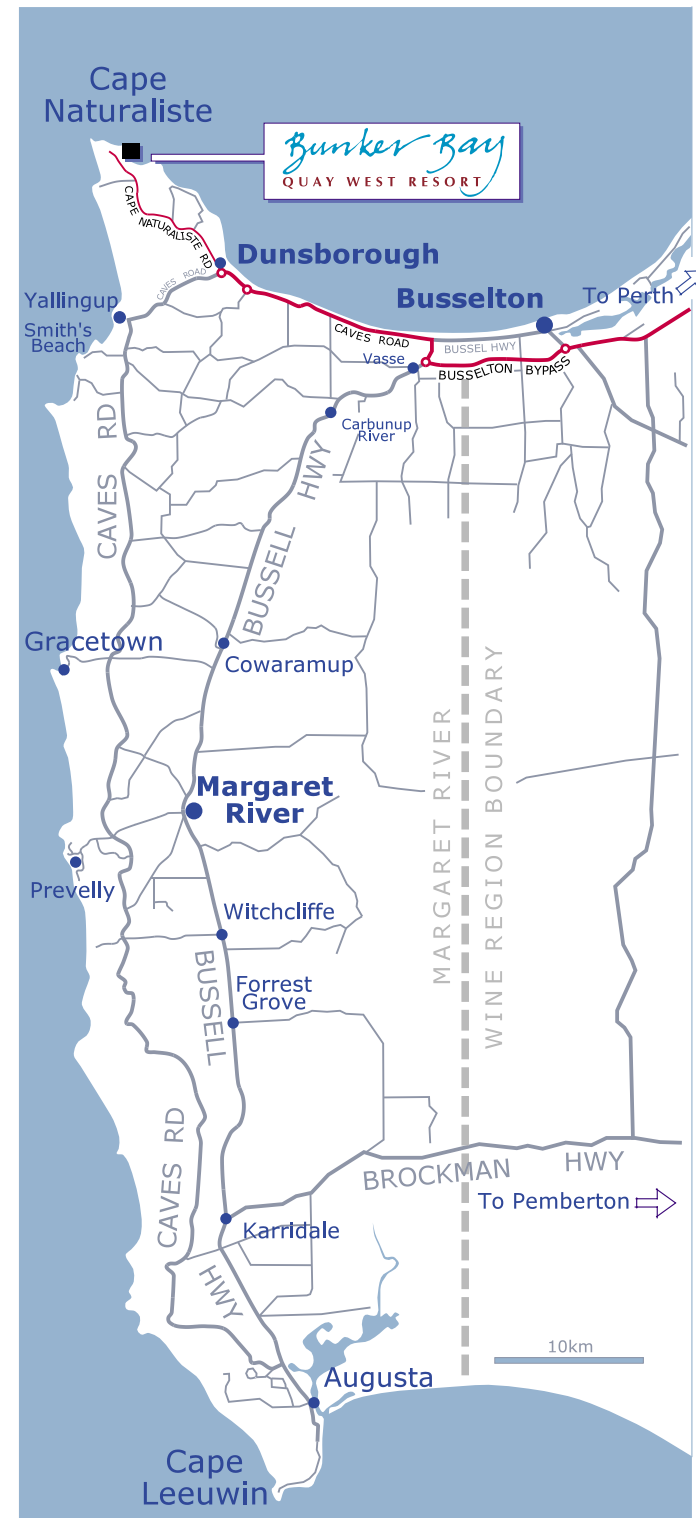 Cape
Naturaliste
Bunker Bay
QUAY WEST RESORT
CAPE NATURALISTE RD
Dunsborough
CAVES ROAD
Busselton
To Perth
Yallingup
Smith's
Beach
CAVES ROAD
BUSSEL HWY
Vasse
BUSSELTON BYPASS
Carbunup
River
CAVES RD
BUSSELL HWY
Gracetown
Cowaramup
MARGARET RIVER
WINE REGION BOUNDARY
Margaret
River
Prevelly
Witchcliffe
BUSSELL
Forrest
Grove
CAVES RD
BROCKMAN HWY
To Pemberton
Karridale
HWY
10km
Augusta
Cape
Leeuwin